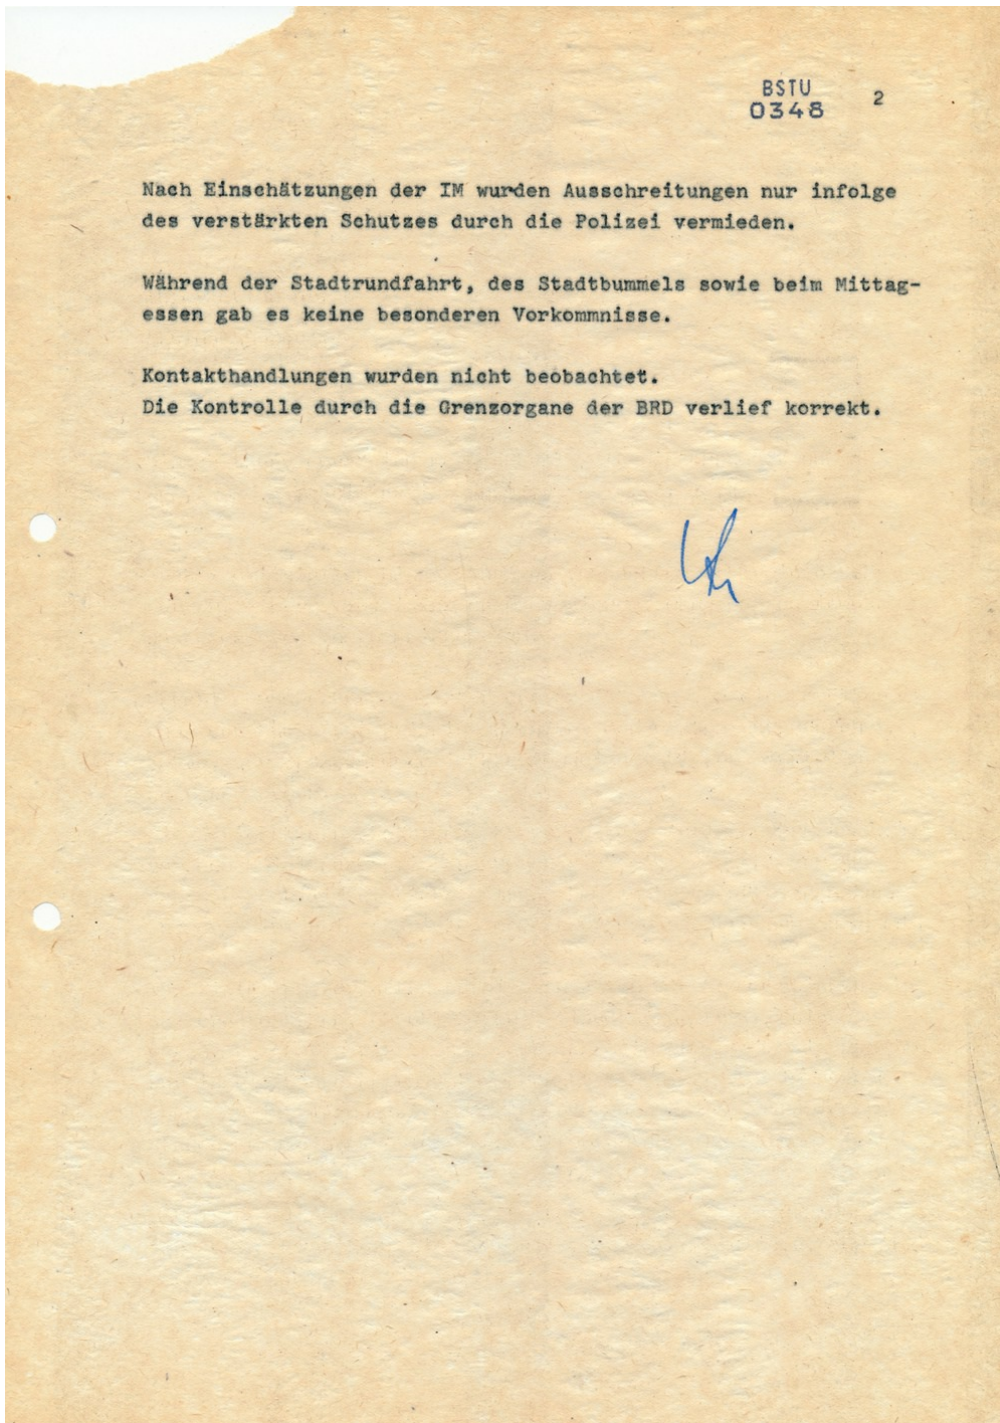 BSTU
0348
2
Nach Einschätzungen der IM wurden Ausschreitungen nur infolge
des verstärkten Schutzes durch die Polizei vermieden.
Während der Stadtrundfahrt, des Stadtbummels sowie beim Mittag-
essen gab es keine besonderen Vorkommnisse.
Kontakthandlungen wurden nicht beobachtet.
Die Kontrolle durch die Grenzorgane der BRD verlief korrekt.